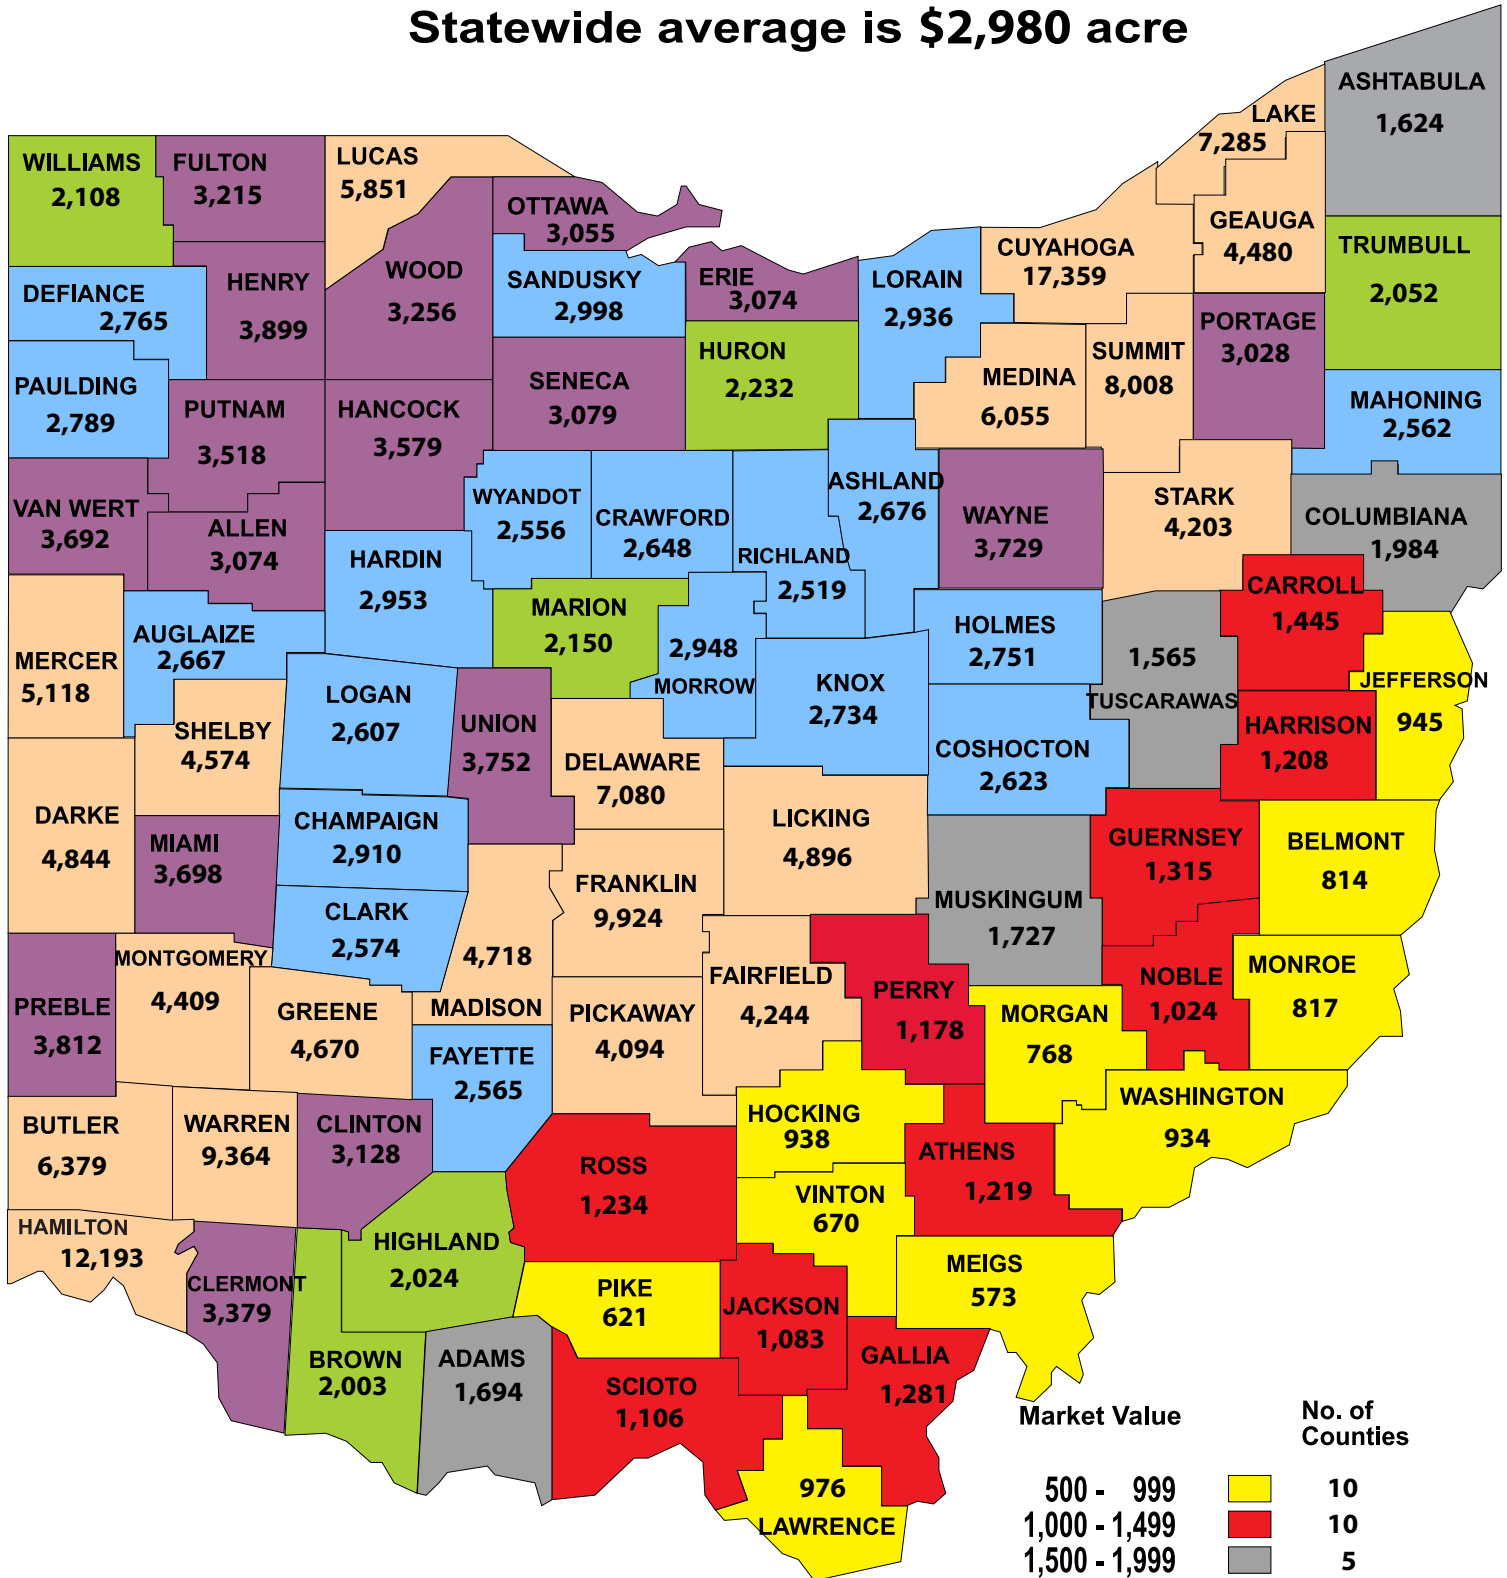 Statewide average is $2,980 acre
ASHTABULA
1,624
LAKE
7,285
WILLIAMS
2,108
FULTON
3,215
LUCAS
5,851
OTTAWA
3,055
GEAUGA
4,480
CUYAHOGA
17,359
TRUMBULL
2,052
DEFIANCE
2,765
HENRY
3,899
WOOD
3,256
SANDUSKY
2,998
ERIE
3,074
LORAIN
2,936
PORTAGE
3,028
SUMMIT
8,008
MEDINA
6,055
HURON
2,232
SENECA
3,079
PAULDING
2,789
PUTNAM
3,518
HANCOCK
3,579
MAHONING
2,562
VAN WERT
3,692
ALLEN
3,074
WYANDOT
2,556
CRAWFORD
2,648
RICHLAND
2,519
ASHLAND
2,676
WAYNE
3,729
STARK
4,203
COLUMBIANA
1,984
HARDIN
2,953
CARROLL
1,445
MERCER
5,118
AUGLAIZE
2,667
MARION
2,150
2,948
MORROW
HOLMES
2,751
1,565
TUSCARAWAS
JEFFERSON
945
LOGAN
2,607
UNION
3,752
KNOX
2,734
COSHOCTON
2,623
HARRISON
1,208
SHELBY
4,574
DELAWARE
7,080
DARKE
4,844
MIAMI
3,698
CHAMPAIGN
2,910
LICKING
4,896
GUERNSEY
1,315
BELMONT
814
CLARK
2,574
FRANKLIN
9,924
MUSKINGUM
1,727
4,718
MADISON
MONTGOMERY
4,409
PREBLE
3,812
GREENE
4,670
PICKAWAY
4,094
FAIRFIELD
4,244
PERRY
1,178
MORGAN
768
NOBLE
1,024
MONROE
817
FAYETTE
2,565
BUTLER
6,379
WARREN
9,364
CLINTON
3,128
HOCKING
938
WASHINGTON
934
ROSS
1,234
ATHENS
1,219
VINTON
670
HAMILTON
12,193
HIGHLAND
2,024
CLERMONT
3,379
MEIGS
573
PIKE
621
JACKSON
1,083
BROWN
2,003
ADAMS
1,694
SCIOTO
1,106
GALLIA
1,281
976
LAWRENCE
Market Value
No. of
Counties
500 - 999 10
1,000 - 1,499 10
1,500 - 1,999 5